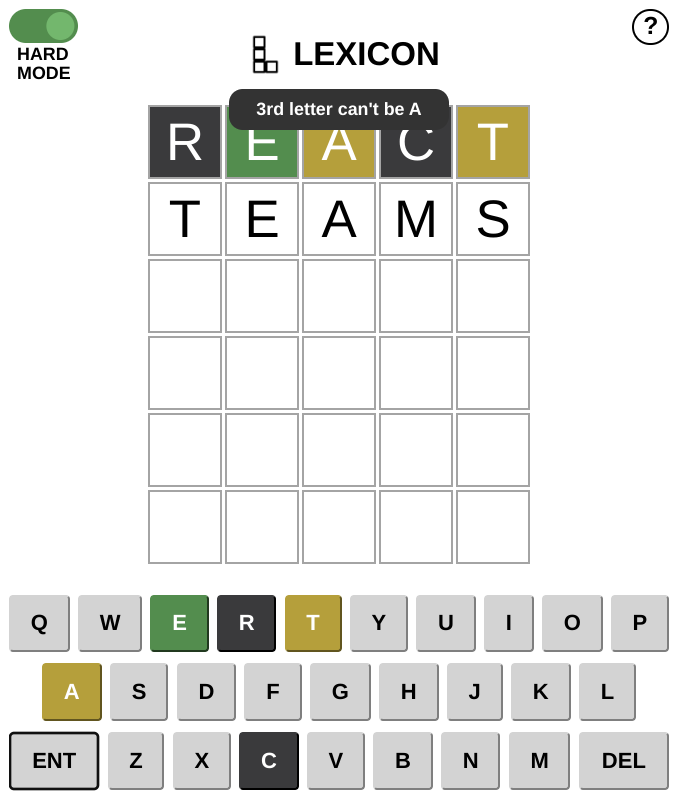 HARD
MODE
LEXICON
?
3rd letter can't be A
R E A C T
T E A M S
Q W E R T Y U I O P
A S D F G H J K L
ENT Z X C V B N M DEL